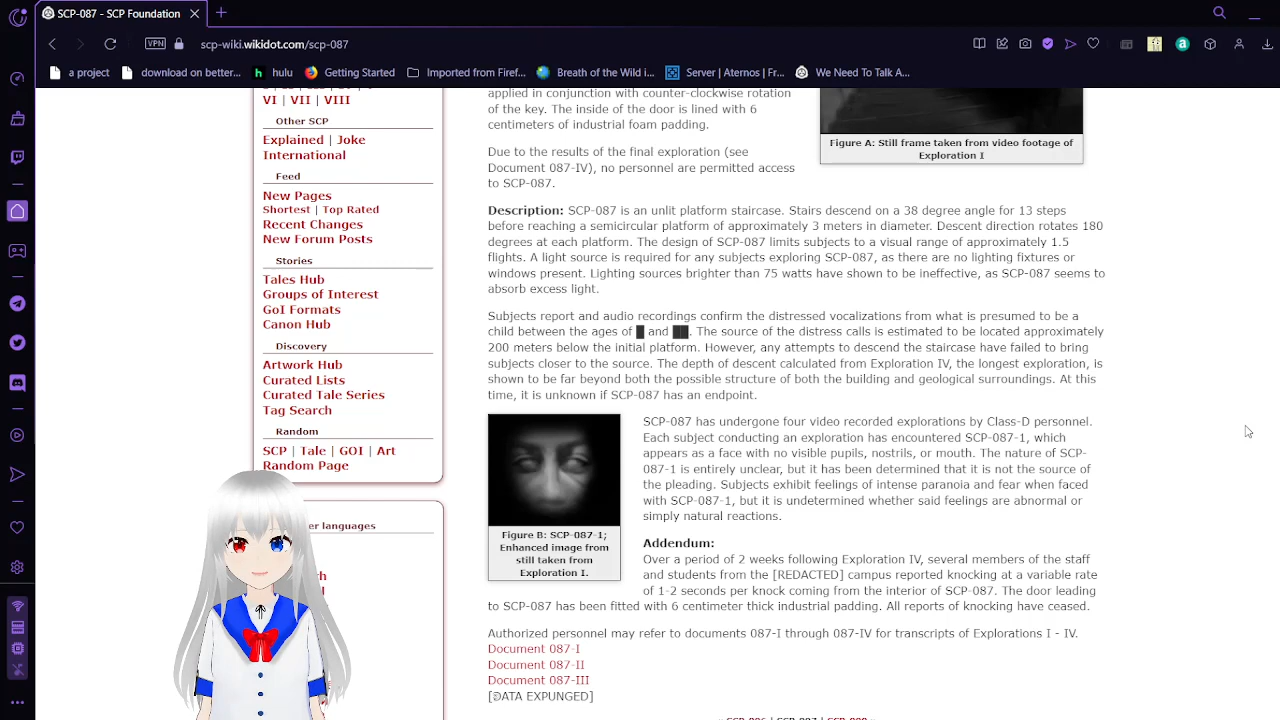 SCP-087 - SCP Foundation
VPN
scp-wiki.wikidot.com/scp-087
a project
download on better...
hulu
Getting Started
Imported from Firef...
Breath of the Wild i...
Server | Aternos | Fr...
We Need To Talk A...
VI | VII | VIII
Other SCP
Explained | Joke
International
Feed
New Pages
Shortest | Top Rated
Recent Changes
New Forum Posts
Stories
Tales Hub
Groups of Interest
GoI Formats
Canon Hub
Discovery
Artwork Hub
Curated Lists
Curated Tale Series
Tag Search
Random
SCP | Tale | GOI | Art
Random Page
languages
applied in conjunction with counter-clockwise rotation
of the key. The inside of the door is lined with 6
centimeters of industrial foam padding.
Due to the results of the final exploration (see
Document 087-IV), no personnel are permitted access
to SCP-087.
Figure A: Still frame taken from video footage of
Exploration I
Description: SCP-087 is an unlit platform staircase. Stairs descend on a 38 degree angle for 13 steps
before reaching a semicircular platform of approximately 3 meters in diameter. Descent direction rotates 180
degrees at each platform. The design of SCP-087 limits subjects to a visual range of approximately 1.5
flights. A light source is required for any subjects exploring SCP-087, as there are no lighting fixtures or
windows present. Lighting sources brighter than 75 watts have shown to be ineffective, as SCP-087 seems to
absorb excess light.
Subjects report and audio recordings confirm the distressed vocalizations from what is presumed to be a
child between the ages of █ and ██. The source of the distress calls is estimated to be located approximately
200 meters below the initial platform. However, any attempts to descend the staircase have failed to bring
subjects closer to the source. The depth of descent calculated from Exploration IV, the longest exploration, is
shown to be far beyond both the possible structure of both the building and geological surroundings. At this
time, it is unknown if SCP-087 has an endpoint.
Figure B: SCP-087-1;
Enhanced image from
still taken from
Exploration I.
SCP-087 has undergone four video recorded explorations by Class-D personnel.
Each subject conducting an exploration has encountered SCP-087-1, which
appears as a face with no visible pupils, nostrils, or mouth. The nature of SCP-
087-1 is entirely unclear, but it has been determined that it is not the source of
the pleading. Subjects exhibit feelings of intense paranoia and fear when faced
with SCP-087-1, but it is undetermined whether said feelings are abnormal or
simply natural reactions.
Addendum:
Over a period of 2 weeks following Exploration IV, several members of the staff
and students from the [REDACTED] campus reported knocking at a variable rate
of 1-2 seconds per knock coming from the interior of SCP-087. The door leading
to SCP-087 has been fitted with 6 centimeter thick industrial padding. All reports of knocking have ceased.
Authorized personnel may refer to documents 087-I through 087-IV for transcripts of Explorations I - IV.
Document 087-I
Document 087-II
Document 087-III
[DATA EXPUNGED]